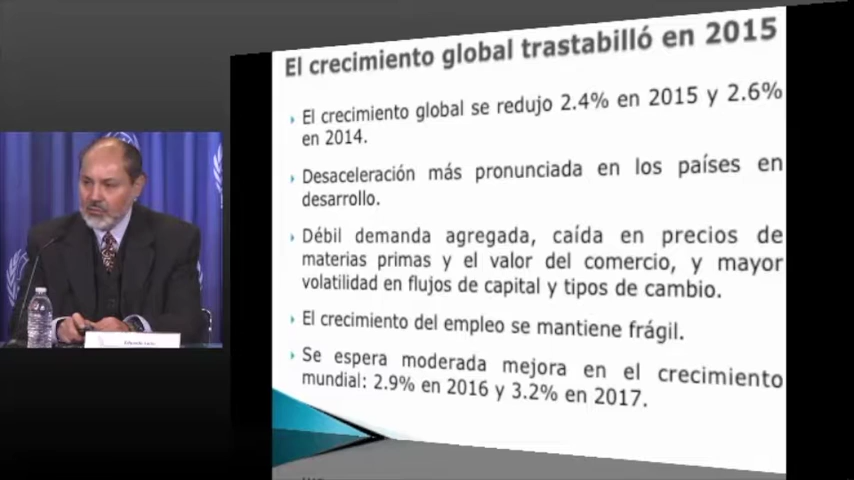 El crecimiento global trastabilló en 2015
El crecimiento global se redujo 2.4% en 2015 y 2.6%
en 2014.
Desaceleración más pronunciada en los países en
desarrollo.
Débil demanda agregada, caída en precios de
materias primas y el valor del comercio, y mayor
volatilidad en flujos de capital y tipos de cambio.
El crecimiento del empleo se mantiene frágil.
Se espera moderada mejora en el crecimiento
mundial: 2.9% en 2016 y 3.2% en 2017.